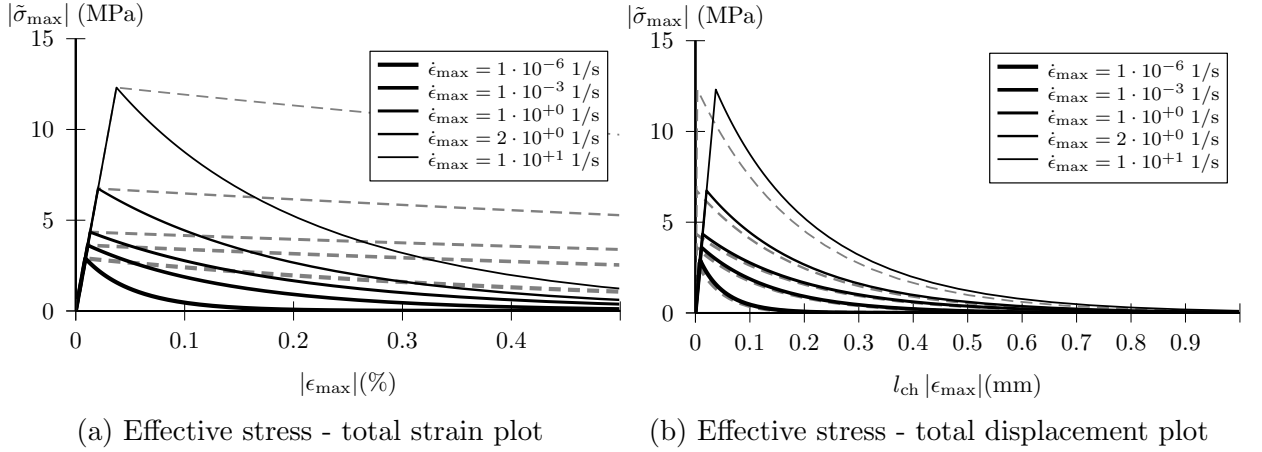 |σ̃max| (MPa)
15
10
5
0
0 0.1 0.2 0.3 0.4
|ϵmax|(%)
ϵ̇max = 1 · 10−6 1/s
ϵ̇max = 1 · 10−3 1/s
ϵ̇max = 1 · 10+0 1/s
ϵ̇max = 2 · 10+0 1/s
ϵ̇max = 1 · 10+1 1/s
(a) Effective stress - total strain plot
|σ̃max| (MPa)
15
10
5
0
0 0.1 0.2 0.3 0.4 0.5 0.6 0.7 0.8 0.9
lch |ϵmax|(mm)
ϵ̇max = 1 · 10−6 1/s
ϵ̇max = 1 · 10−3 1/s
ϵ̇max = 1 · 10+0 1/s
ϵ̇max = 2 · 10+0 1/s
ϵ̇max = 1 · 10+1 1/s
(b) Effective stress - total displacement plot